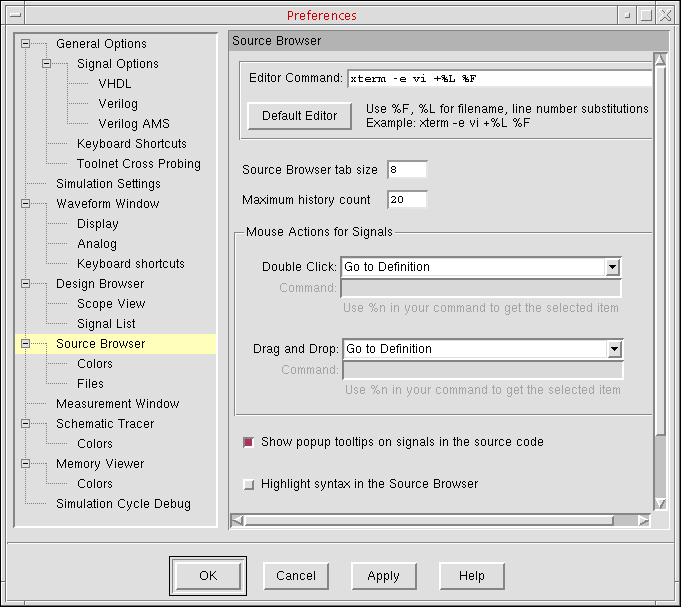 Preferences
General Options
Signal Options
VHDL
Verilog
Verilog AMS
Keyboard Shortcuts
Toolnet Cross Probing
Simulation Settings
Waveform Window
Display
Analog
Keyboard shortcuts
Design Browser
Scope View
Signal List
Source Browser
Colors
Files
Measurement Window
Schematic Tracer
Colors
Memory Viewer
Colors
Simulation Cycle Debug
Source Browser
Editor Command: xterm -e vi +%L %F
Default Editor
Use %F, %L for filename, line number substitutions
Example: xterm -e vi +%L %F
Source Browser tab size 8
Maximum history count 20
Mouse Actions for Signals
Double Click: Go to Definition
Command:
Use %n in your command to get the selected item
Drag and Drop: Go to Definition
Command:
Use %n in your command to get the selected item
Show popup tooltips on signals in the source code
Highlight syntax in the Source Browser
OK Cancel Apply Help